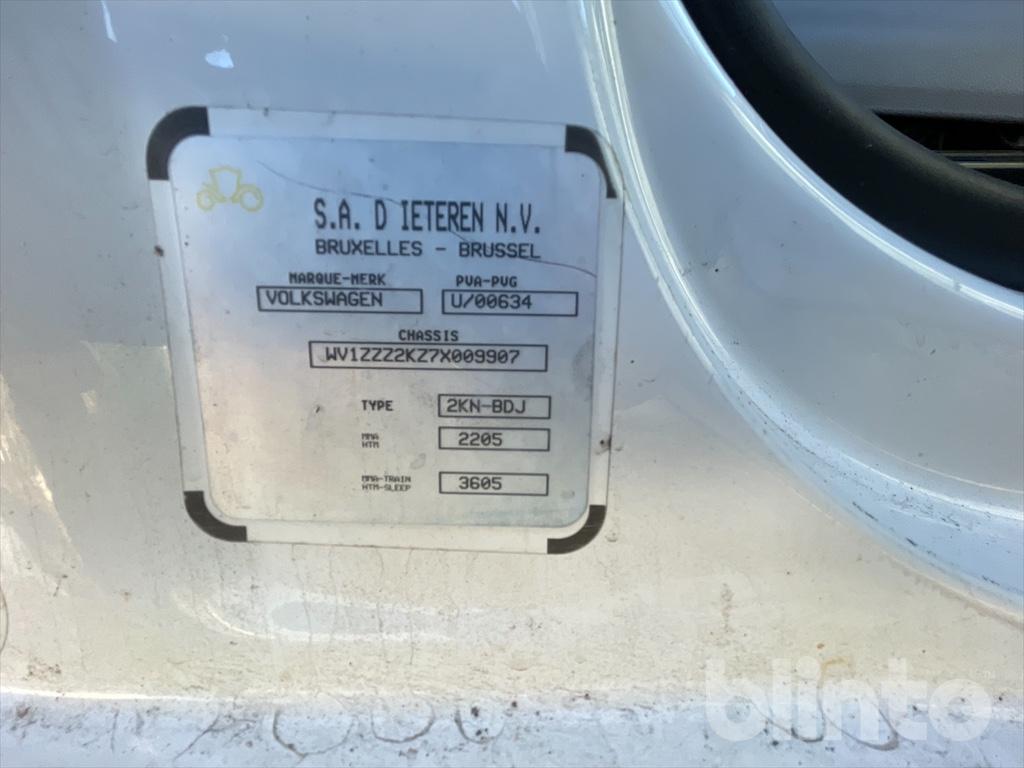 S.A. D IETEREN N.V.
BRUXELLES - BRUSSEL
MARQUE-MERK PVA-PVG
VOLKSWAGEN U/00634
CHASSIS
WV1ZZZ2KZ7X009907
TYPE 2KN-BDJ
MMA
HTM 2205
MMA-TRAIN
HTM-SLEEP 3605
blinto